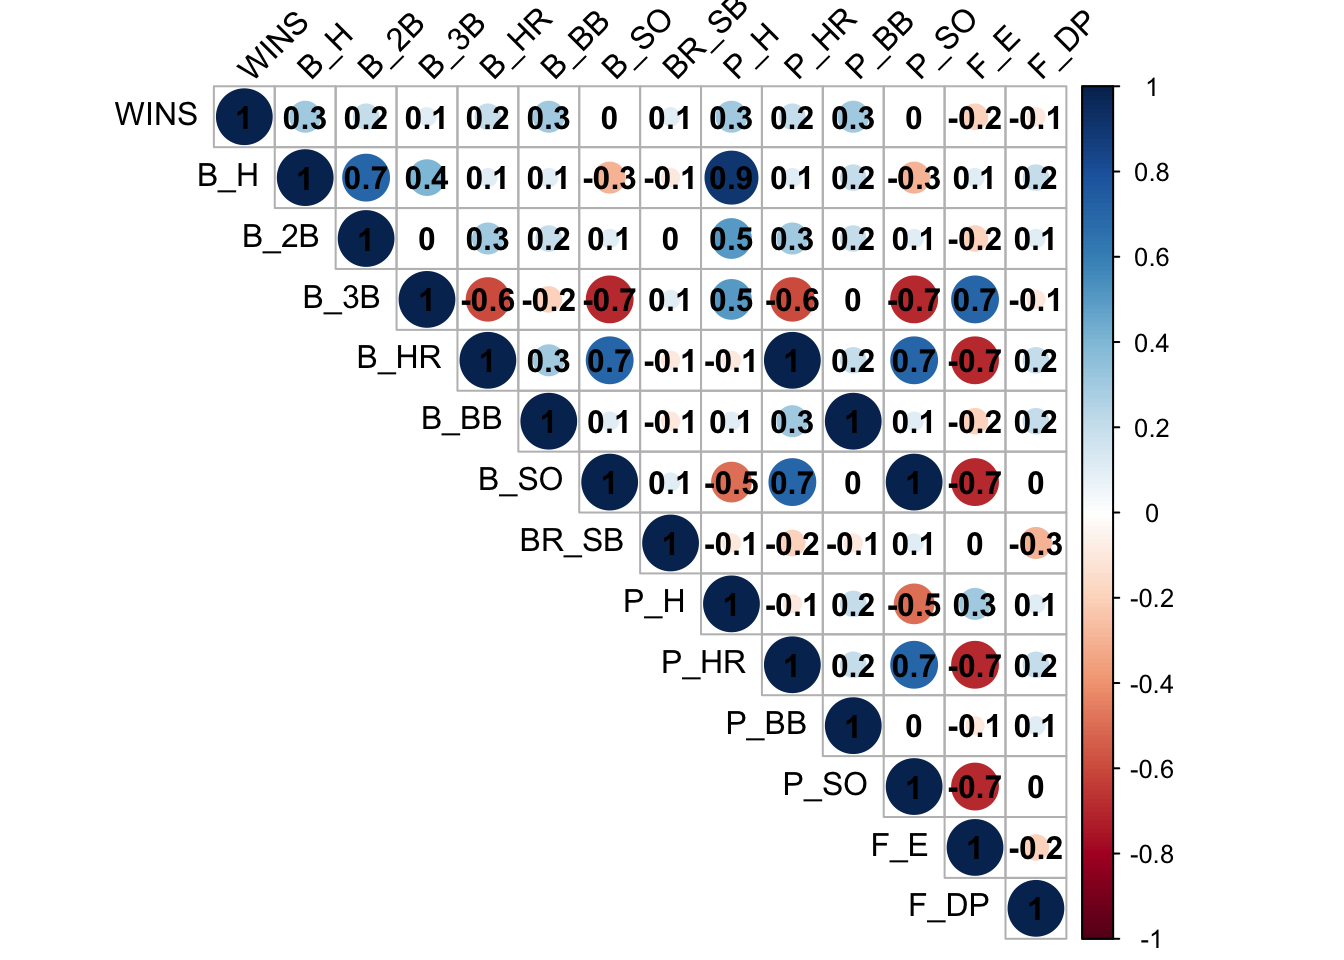 WINS B_H B_2B B_3B B_HR B_BB B_SO BR_SB P_H P_HR P_BB P_SO F_E F_DP
WINS 1 0.3 0.2 0.1 0.2 0.3 0 0.1 0.3 0.2 0.3 0 -0.2 -0.1
B_H 1 0.7 0.4 0.1 0.1 -0.3 -0.1 0.9 0.1 0.2 -0.3 0.1 0.2
B_2B 1 0 0.3 0.2 0.1 0 0.5 0.3 0.2 0.1 -0.2 0.1
B_3B 1 -0.6 -0.2 -0.7 0.1 0.5 -0.6 0 -0.7 0.7 -0.1
B_HR 1 0.3 0.7 -0.1 -0.1 1 0.2 0.7 -0.7 0.2
B_BB 1 0.1 -0.1 0.1 0.3 1 0.1 -0.2 0.2
B_SO 1 0.1 -0.5 0.7 0 1 -0.7 0
BR_SB 1 -0.1 -0.2 -0.1 0.1 0 -0.3
P_H 1 -0.1 0.2 -0.5 0.3 0.1
P_HR 1 0.2 0.7 -0.7 0.2
P_BB 1 0 -0.1 0.1
P_SO 1 -0.7 0
F_E 1 -0.2
F_DP 1
1
0.8
0.6
0.4
0.2
0
-0.2
-0.4
-0.6
-0.8
-1